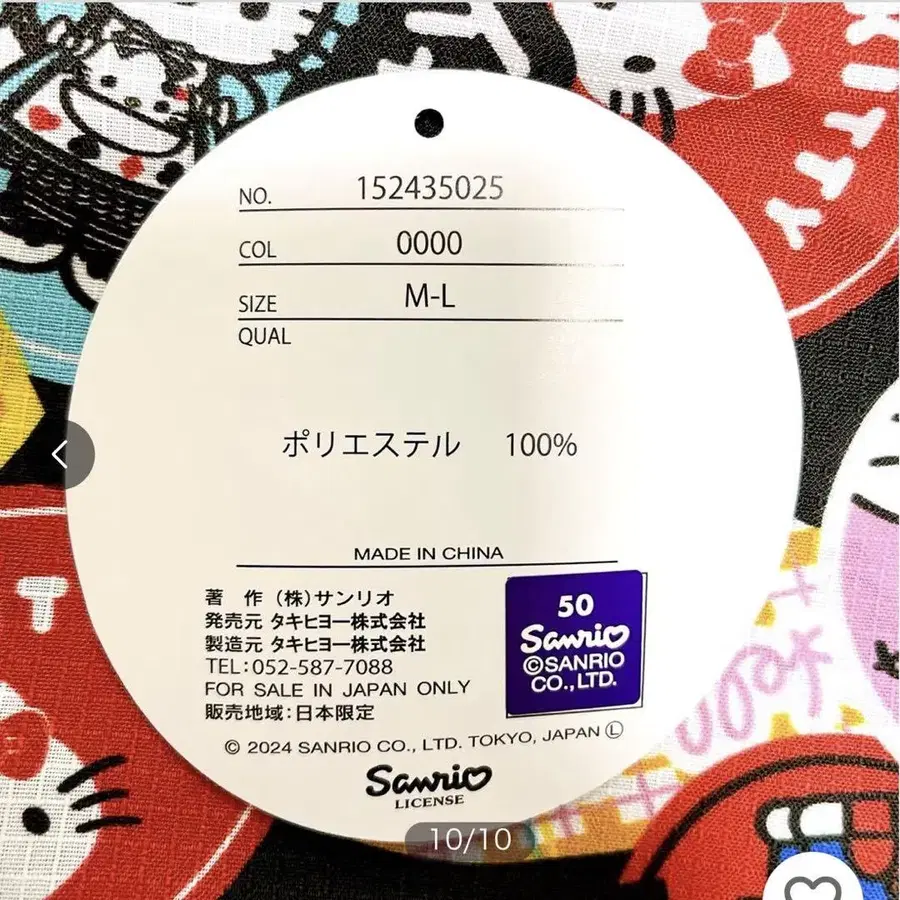 KITTY
NO. 152435025
COL 0000
SIZE M-L
QUAL
ポリエステル 100%
MADE IN CHINA
著 作 (株)サンリオ
発売元 タキヒヨー株式会社
製造元 タキヒヨー株式会社
TEL:052-587-7088
FOR SALE IN JAPAN ONLY
販売地域:日本限定
50
Sanrio
©SANRIO
CO.,LTD.
© 2024 SANRIO CO., LTD. TOKYO, JAPAN Ⓛ
Sanrio
LICENSE
10/10
T